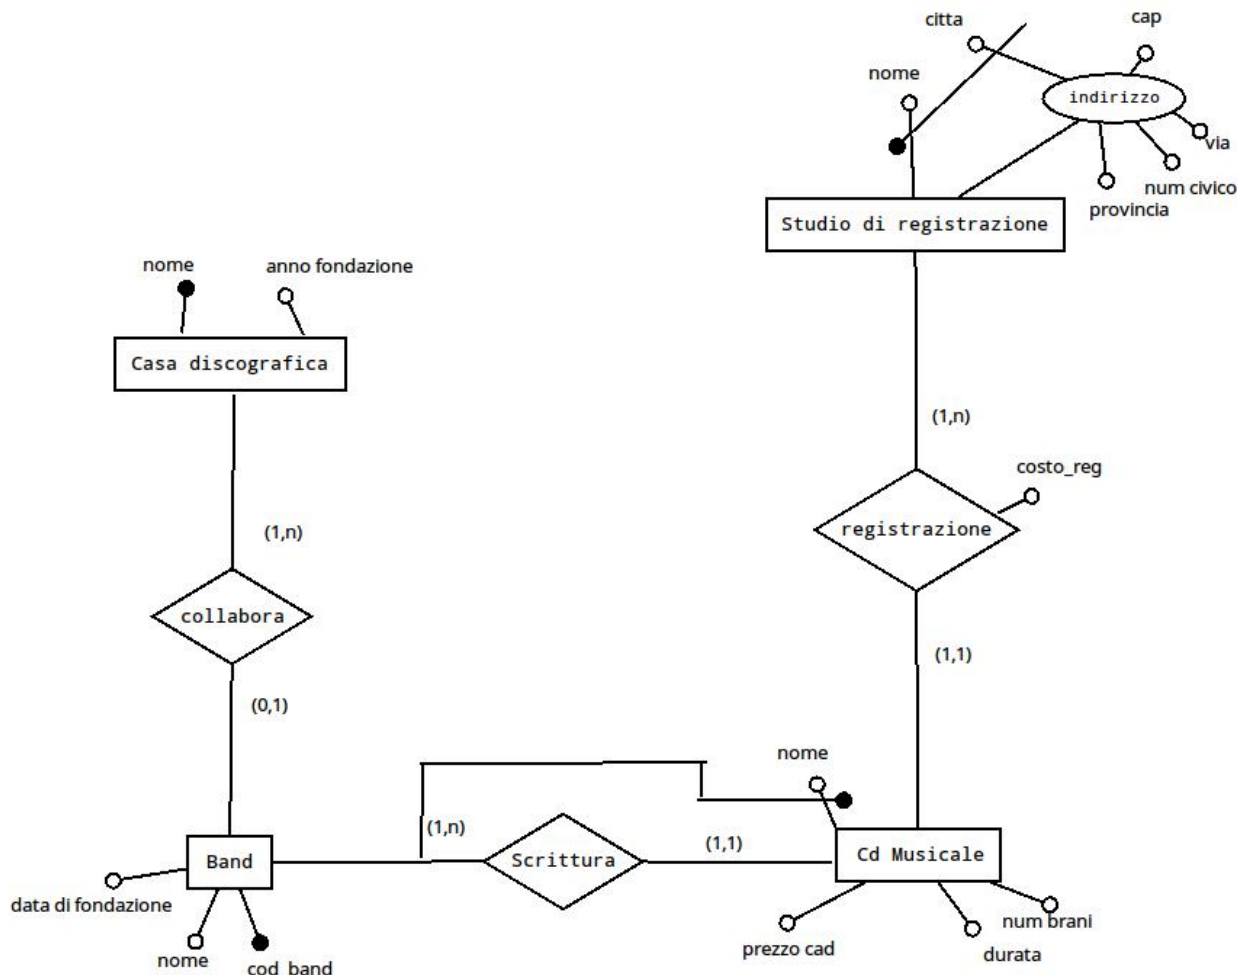 citta
cap
nome
indirizzo
via
num civico
provincia
Studio di registrazione
nome
anno fondazione
Casa discografica
(1,n)
costo_reg
registrazione
(1,n)
collabora
(1,1)
(0,1)
nome
(1,n)
(1,1)
Band
Scrittura
Cd Musicale
data di fondazione
num brani
prezzo cad
durata
nome
cod_band